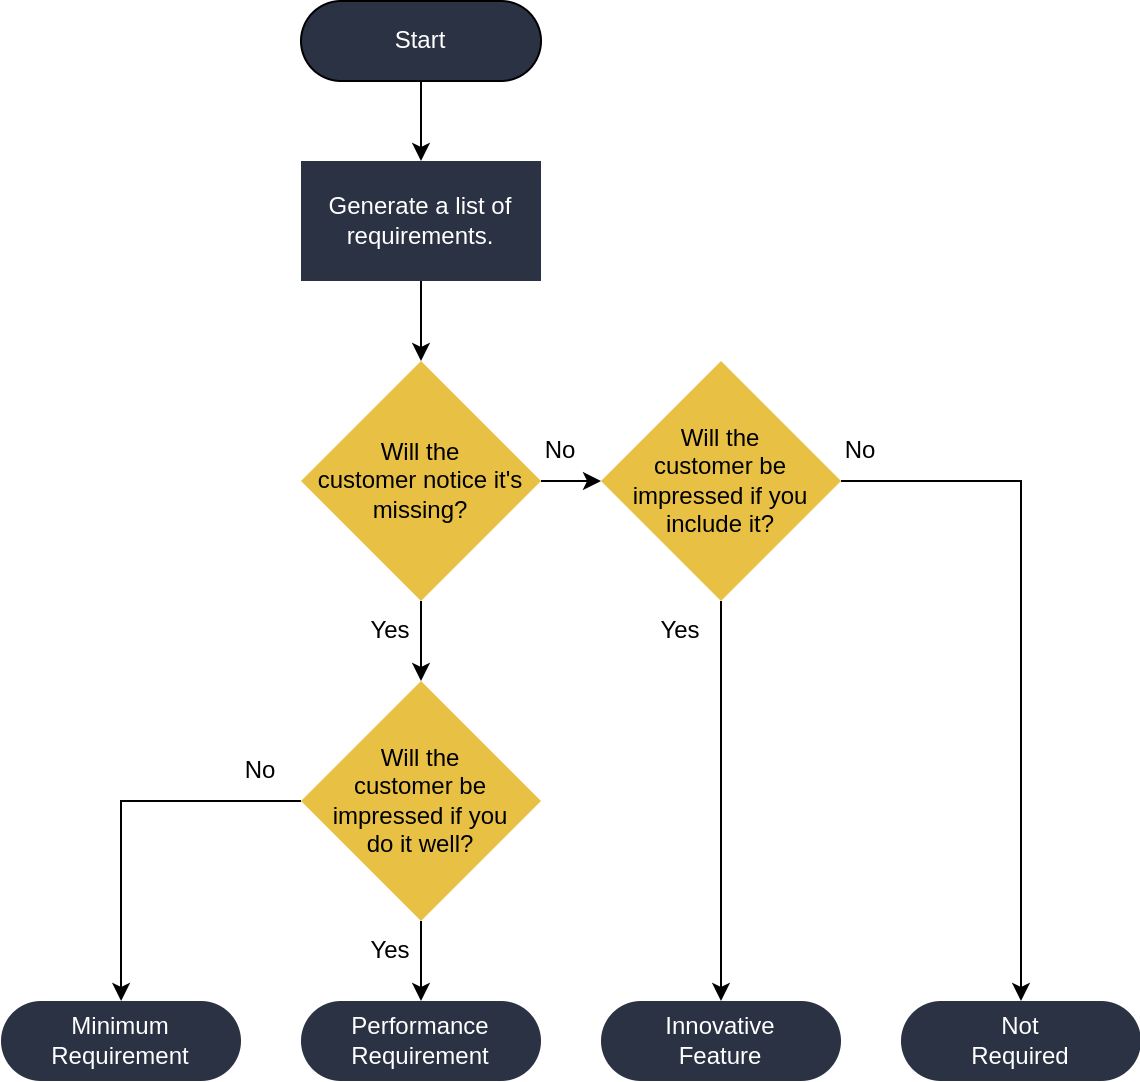 Start
Generate a list of
requirements.
Will the
customer notice it's
missing?
No
Will the
customer be
impressed if you
include it?
No
Yes
Yes
Will the
customer be
impressed if you
do it well?
No
Yes
Minimum
Requirement
Performance
Requirement
Innovative
Feature
Not
Required